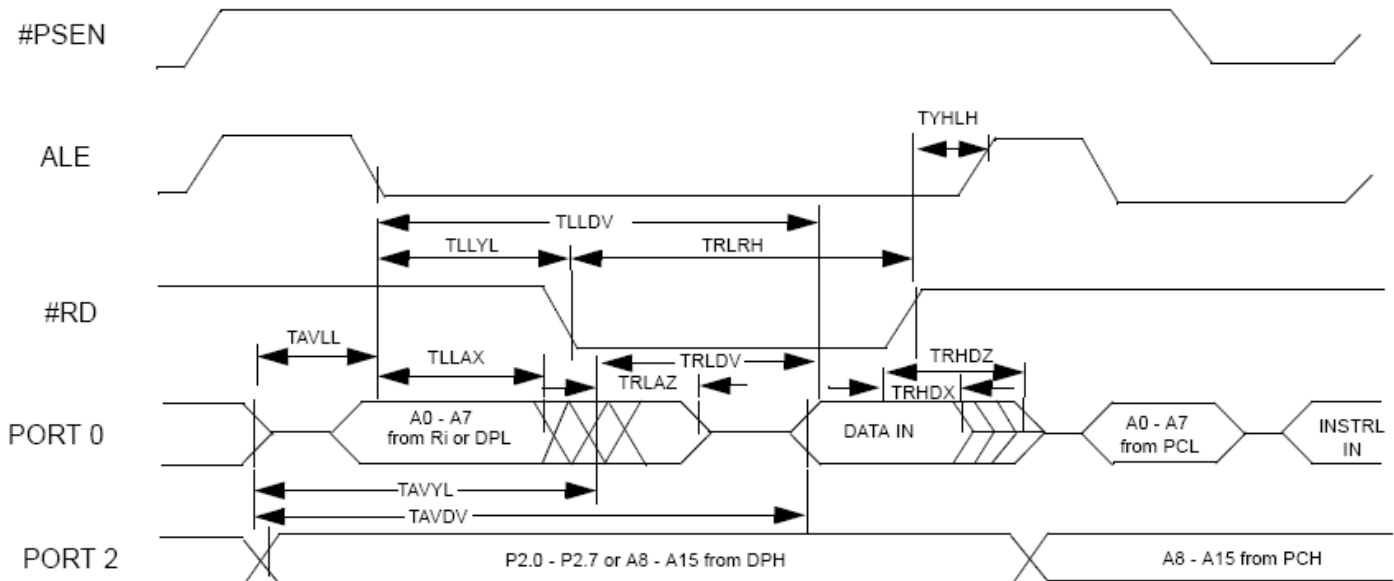 #PSEN
TYHLH
ALE
TLLDV
TLLYL
TRLRH
#RD
TAVLL
TLLAX
TRLDV
TRHDZ
TRLAZ
TRHDX
PORT 0
A0 - A7
from Ri or DPL
DATA IN
A0 - A7
from PCL
INSTRL
IN
TAVYL
TAVDV
PORT 2
P2.0 - P2.7 or A8 - A15 from DPH
A8 - A15 from PCH